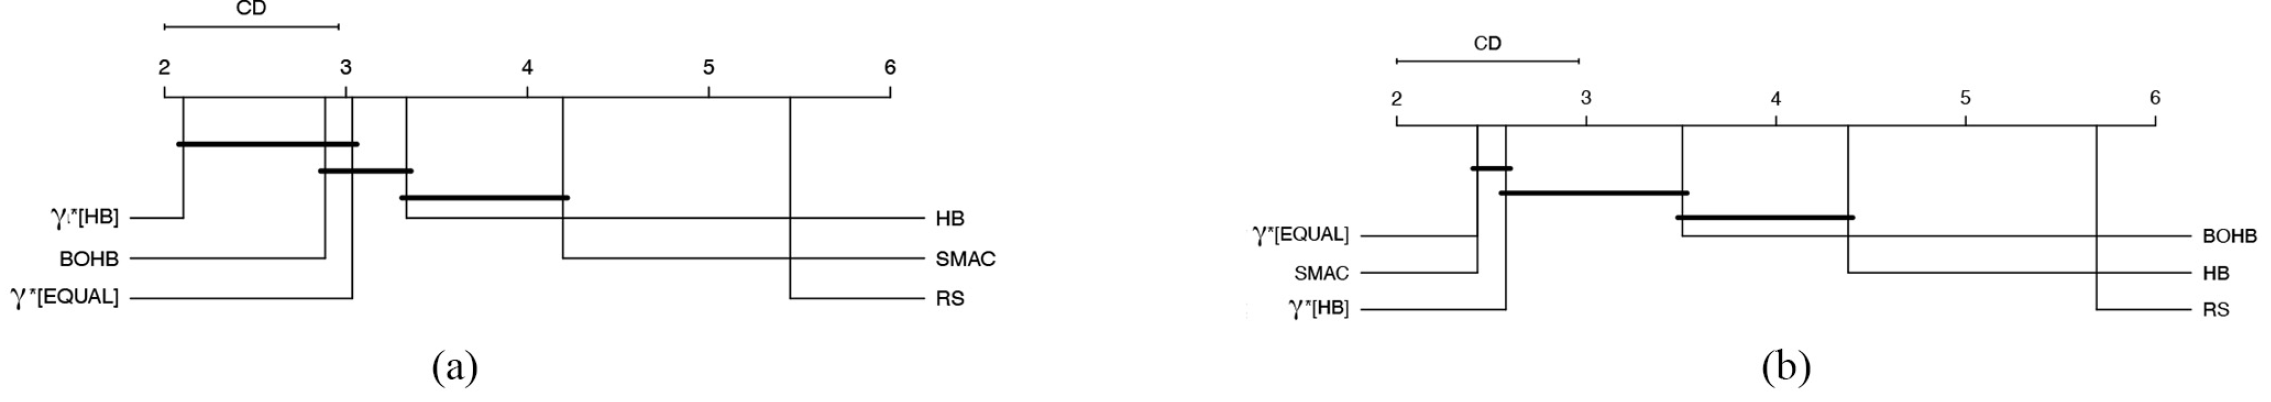 CD
2 3 4 5 6
γ*[HB]
BOHB
γ*[EQUAL]
HB
SMAC
RS
(a)
CD
2 3 4 5 6
γ*[EQUAL]
SMAC
γ*[HB]
BOHB
HB
RS
(b)